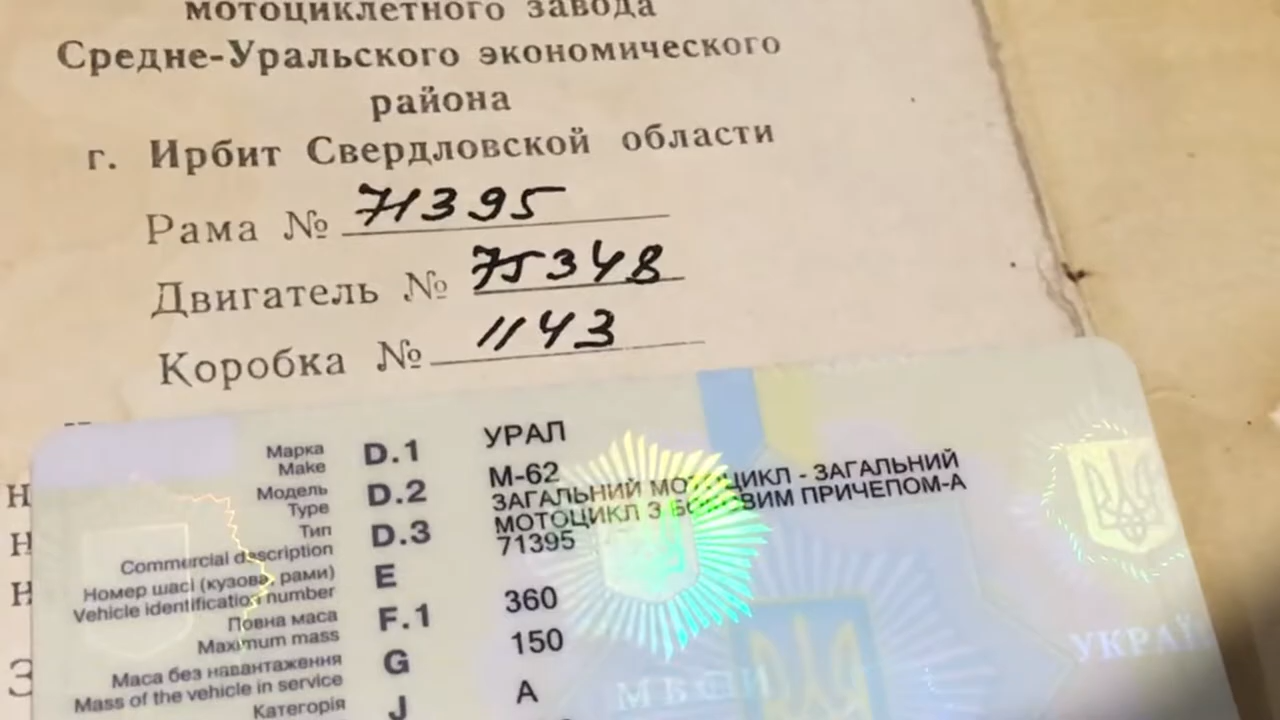 мотоциклетного завода
Средне-Уральского экономического
района
г. Ирбит Свердловской области
Рама № 71395
Двигатель № 75348
Коробка № 1143
Марка
Make
D.1
УРАЛ
Модель
Type
D.2
М-62
Тип
Commercial description
D.3
ЗАГАЛЬНИЙ МОТОЦИКЛ - ЗАГАЛЬНИЙ
МОТОЦИКЛ З БОКОВИМ ПРИЧЕПОМ-А
Номер шасі (кузова, рами)
Vehicle identification number
E
71395
Повна маса
Maximum mass
F.1
360
Маса без навантаження
Mass of the vehicle in service
G
150
Категорія
J
А
УКРАЇ